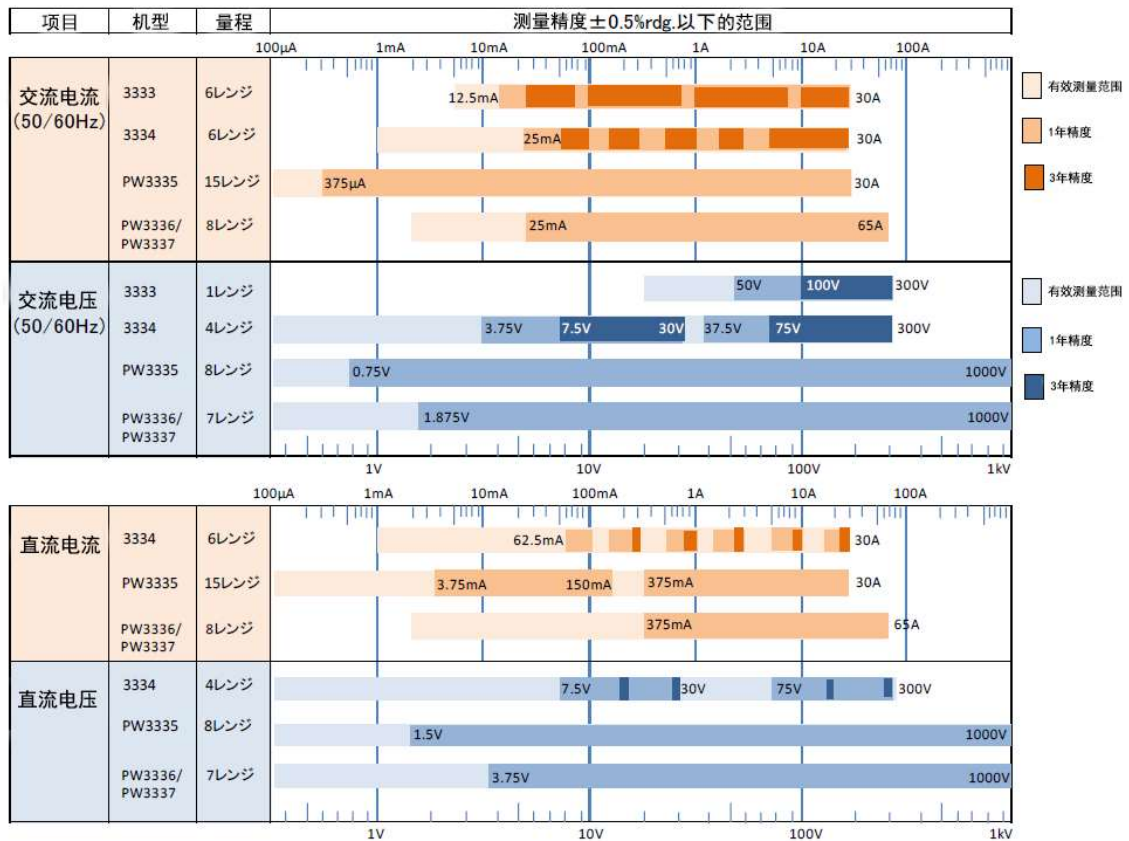 项目 机型 量程 测量精度±0.5%rdg.以下的范围
100μA 1mA 10mA 100mA 1A 10A 100A
交流电流
(50/60Hz)
3333 6レンジ 12.5mA 30A
3334 6レンジ 25mA 30A
PW3335 15レンジ 375μA 30A
PW3336/
PW3337
8レンジ 25mA 65A
有效测量范围
1年精度
3年精度
交流电压
(50/60Hz)
3333 1レンジ 50V 100V 300V
3334 4レンジ 3.75V 7.5V 30V 37.5V 75V 300V
PW3335 8レンジ 0.75V 1000V
PW3336/
PW3337
7レンジ 1.875V 1000V
有效测量范围
1年精度
3年精度
1V 10V 100V 1kV
100μA 1mA 10mA 100mA 1A 10A 100A
直流电流
3334 6レンジ 62.5mA 30A
PW3335 15レンジ 3.75mA 150mA 375mA 30A
PW3336/
PW3337
8レンジ 375mA 65A
直流电压
3334 4レンジ 7.5V 30V 75V 300V
PW3335 8レンジ 1.5V 1000V
PW3336/
PW3337
7レンジ 3.75V 1000V
1V 10V 100V 1kV